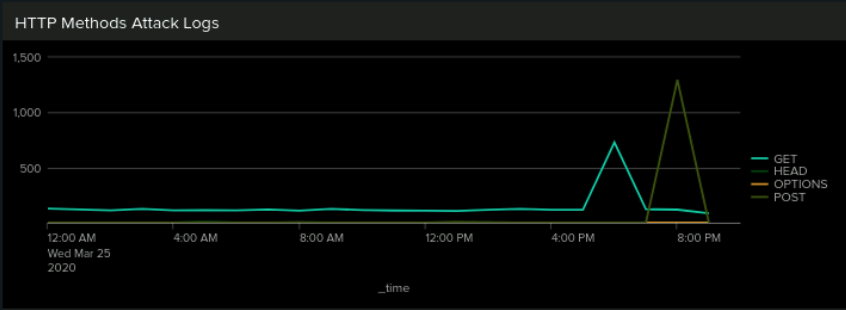 HTTP Methods Attack Logs
1,500
1,000
500
GET
HEAD
OPTIONS
POST
12:00 AM 4:00 AM 8:00 AM 12:00 PM 4:00 PM 8:00 PM
Wed Mar 25
2020
_time